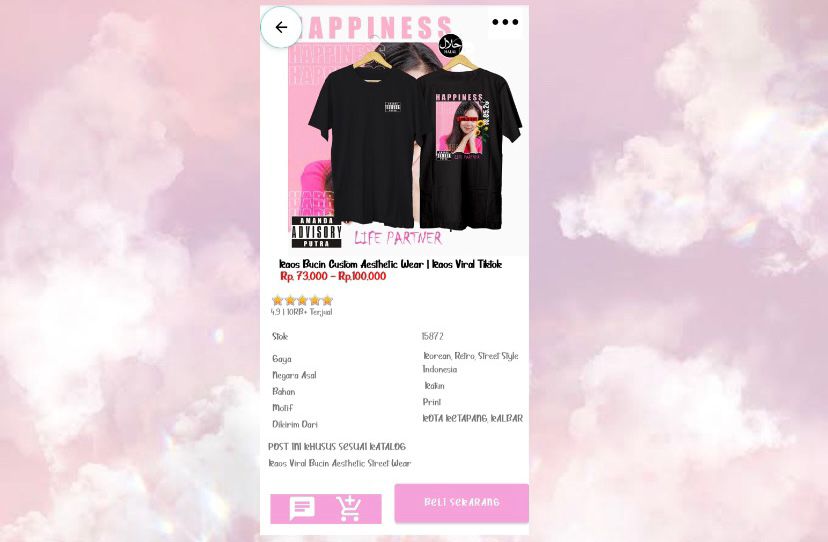 HAPPINESS
HAPPINESS
حلال
HALAL
HAPPINESS
LIFE PARTNER
AMANDA
ADVISORY
PUTRA
LIFE PARTNER
Kaos Bucin Custom Aesthetic Wear | Kaos Viral TikTok
Rp. 73.000 - Rp.100.000
4,9 | 10RB+ Terjual
Stok 15872
Gaya Korean, Retro, Street Style
Negara Asal Indonesia
Bahan Katun
Motif Print
Dikirim Dari KOTA KETAPANG, KALBAR
POST INI KHUSUS SESUAI KATALOG
Kaos Viral Bucin Aesthetic Street Wear
BELI SEKARANG